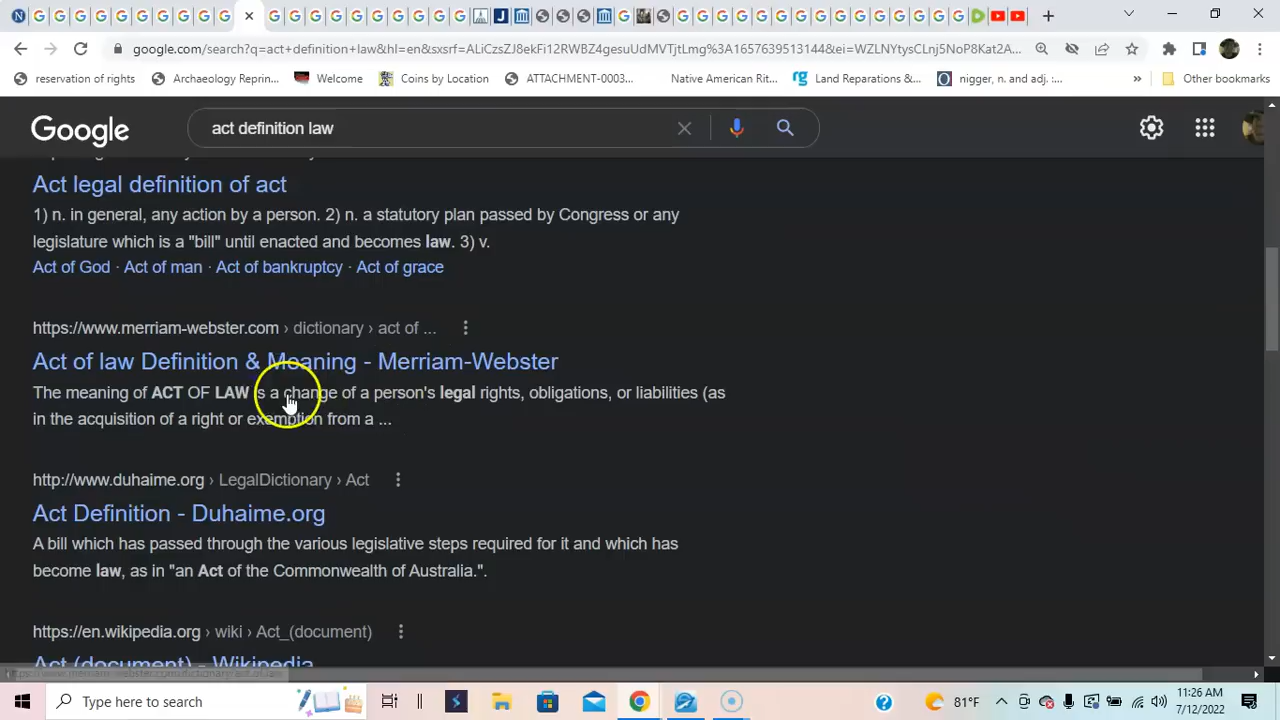 google.com/search?q=act+definition+law&hl=en&sxsrf=ALiCzsZJ8ekFi12RWBZ4gesuUdMVTjtLmg%3A1657639513144&ei=WZLNYtysCLnj5NoP8Kat2A...
reservation of rights Archaeology Reprin... Welcome Coins by Location ATTACHMENT-0003... Native American Rit... Land Reparations &... nigger, n. and adj. :... » Other bookmarks
Google act definition law
Act legal definition of act
1) n. in general, any action by a person. 2) n. a statutory plan passed by Congress or any
legislature which is a "bill" until enacted and becomes law. 3) v.
Act of God · Act of man · Act of bankruptcy · Act of grace
https://www.merriam-webster.com › dictionary › act of ...
Act of law Definition & Meaning - Merriam-Webster
The meaning of ACT OF LAW is a change of a person's legal rights, obligations, or liabilities (as
in the acquisition of a right or exemption from a ...
http://www.duhaime.org › LegalDictionary › Act
Act Definition - Duhaime.org
A bill which has passed through the various legislative steps required for it and which has
become law, as in "an Act of the Commonwealth of Australia.".
https://en.wikipedia.org › wiki › Act_(document)
Act (document) - Wikipedia
Type here to search 81°F 11:26 AM
7/12/2022